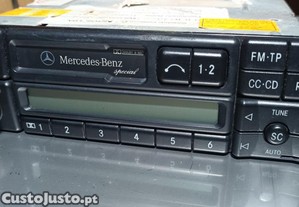 FM·TP
Mercedes-Benz
special
1·2
CC·CD
1 2 3 4 5 6
TUNE
SC
AUTO
CustoJusto.pt